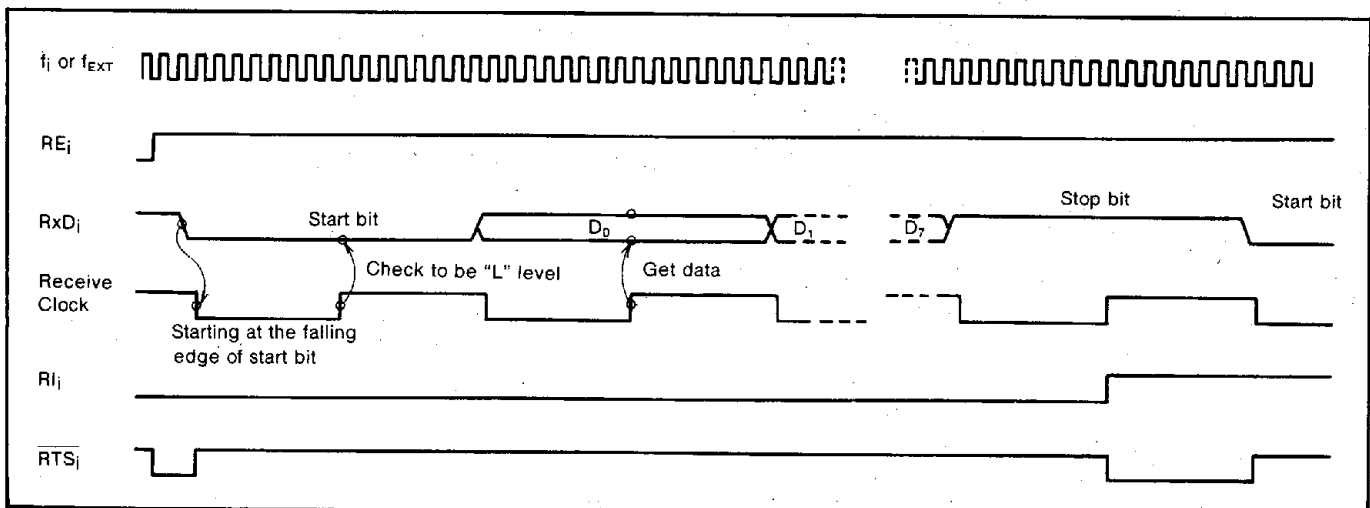 fi or fEXT
REi
RxDi
Start bit
D0
D1
D7
Stop bit
Start bit
Check to be "L" level
Get data
Receive
Clock
Starting at the falling
edge of start bit
RIi
RTSi